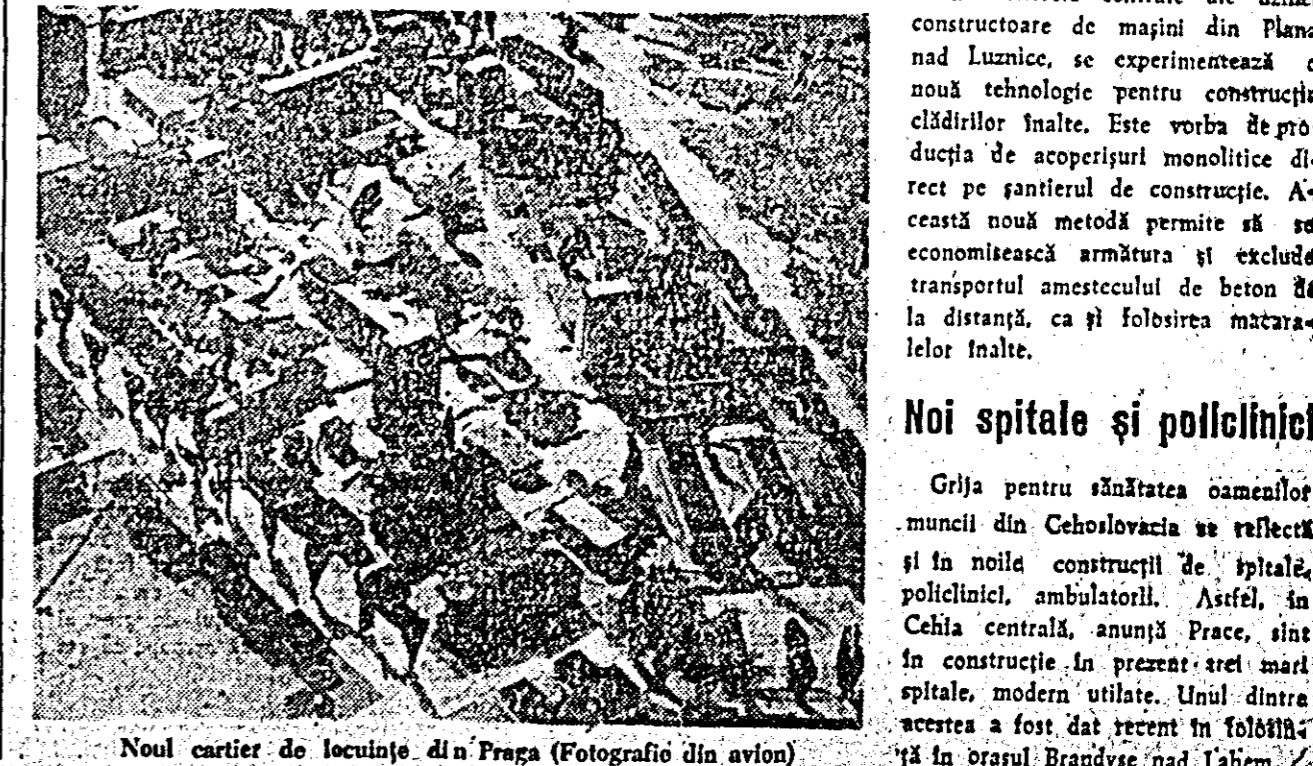 constructoare de mașini din Plana
nad Luznice, se experimentează
nouă tehnologie pentru
clădirilor înalte. Este vorba de pro-
ducția de acoperișuri monolitice di-
rect pe șantierul de construcție. A-
ceastă nouă metodă permite să se
economisească armătura și exclude
transportul amestecului de beton de
la distanță, ca și folosirea macara-
lelor înalte.
Noi spitale și policlinici
Grija pentru sănătatea oamenilor
muncii din Cehoslovacia se reflectă
și în noile construcții de spitale,
policlinici, ambulatorii. Astfel, în
Cehia centrală, anunță Prace, sînt
în construcție în prezent trei mari
spitale, modern utilate. Unul dintre
acestea a fost dat recent în folosin-
ță în orașul Brandyse nad Labem
Noul cartier de locuințe din Praga (Fotografie din avion)